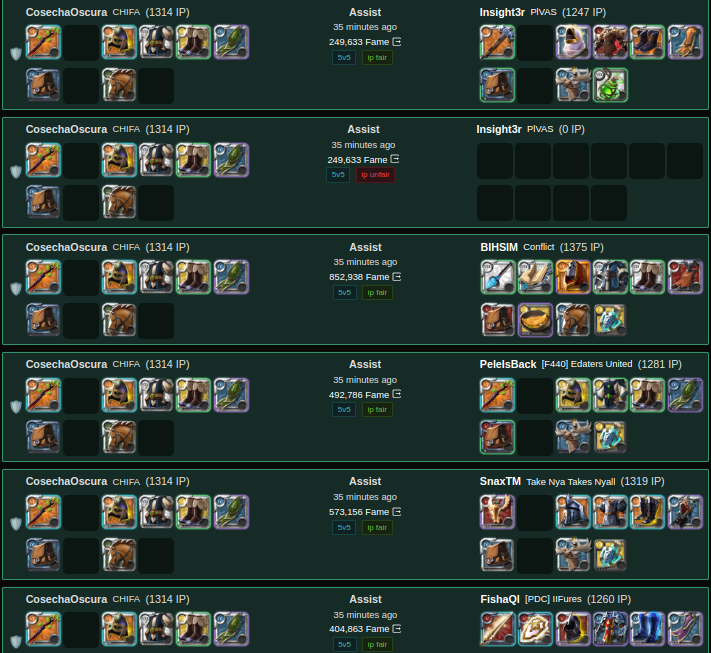 CosechaOscura CHIFA (1314 IP) Assist Insight3r PIVAS (1247 IP)
35 minutes ago
249,633 Fame
5v5 ip fair
CosechaOscura CHIFA (1314 IP) Assist Insight3r PIVAS (0 IP)
35 minutes ago
249,633 Fame
5v5 ip unfair
CosechaOscura CHIFA (1314 IP) Assist BIHSIM Conflict (1375 IP)
35 minutes ago
852,938 Fame
5v5 ip fair
CosechaOscura CHIFA (1314 IP) Assist PelelsBack [F440] Edaters United (1281 IP)
35 minutes ago
492,786 Fame
5v5 ip fair
CosechaOscura CHIFA (1314 IP) Assist SnaxTM Take Nya Takes Nyall (1319 IP)
35 minutes ago
573,156 Fame
5v5 ip fair
CosechaOscura CHIFA (1314 IP) Assist FishaQI [PDC] IIFures (1260 IP)
35 minutes ago
404,863 Fame
5v5 ip fair